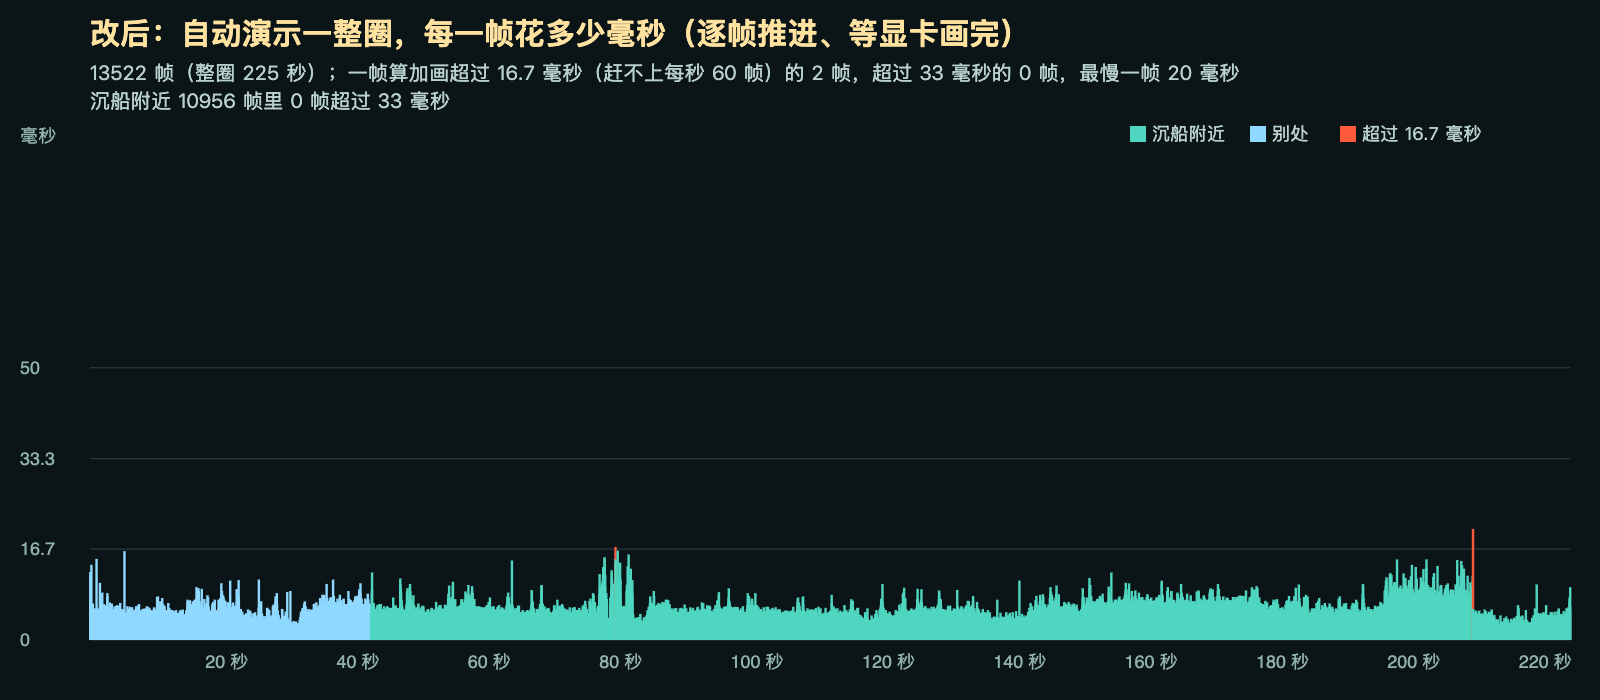 改后：自动演示一整圈，每一帧花多少毫秒（逐帧推进、等显卡画完）
13522 帧（整圈 225 秒）；一帧算加画超过 16.7 毫秒（赶不上每秒 60 帧）的 2 帧，超过 33 毫秒的 0 帧，最慢一帧 20 毫秒
沉船附近 10956 帧里 0 帧超过 33 毫秒
毫秒
沉船附近 别处 超过 16.7 毫秒
50
33.3
16.7
0
20 秒 40 秒 60 秒 80 秒 100 秒 120 秒 140 秒 160 秒 180 秒 200 秒 220 秒